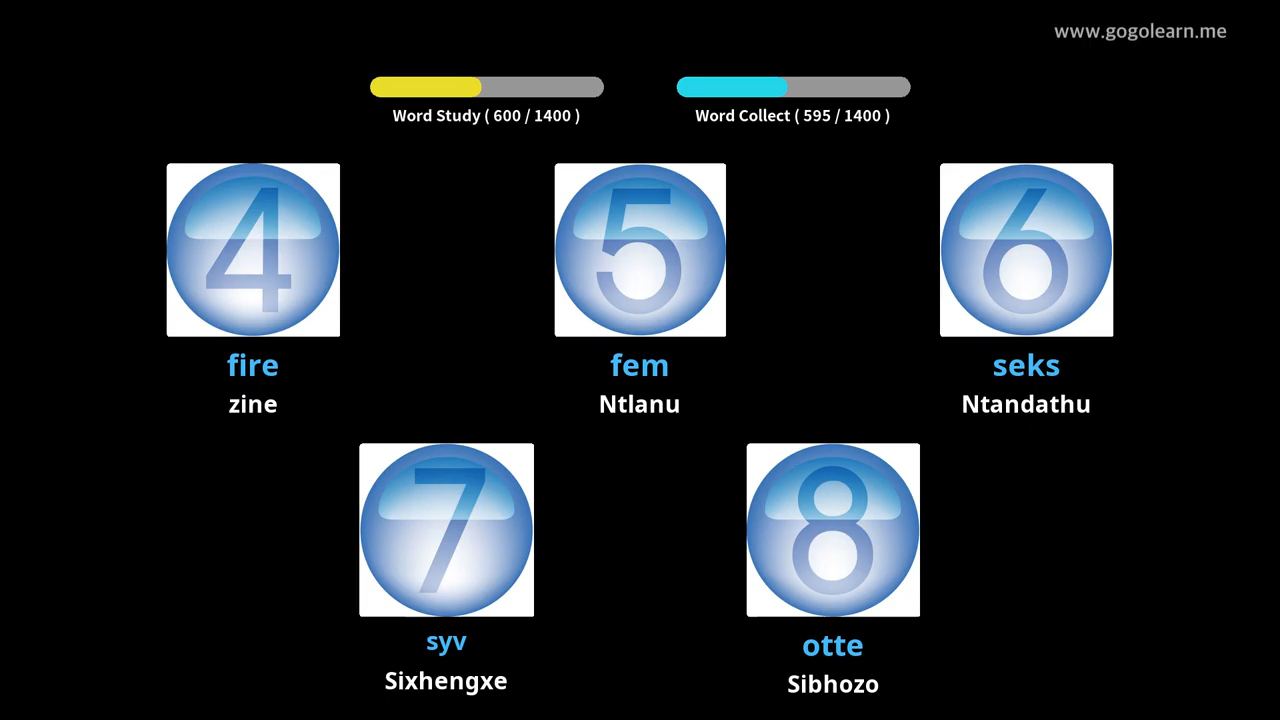 www.gogolearn.me
Word Study ( 600 / 1400 )
Word Collect ( 595 / 1400 )
4
5
6
fire
fem
seks
zine
Ntlanu
Ntandathu
7
8
syv
otte
Sixhengxe
Sibhozo